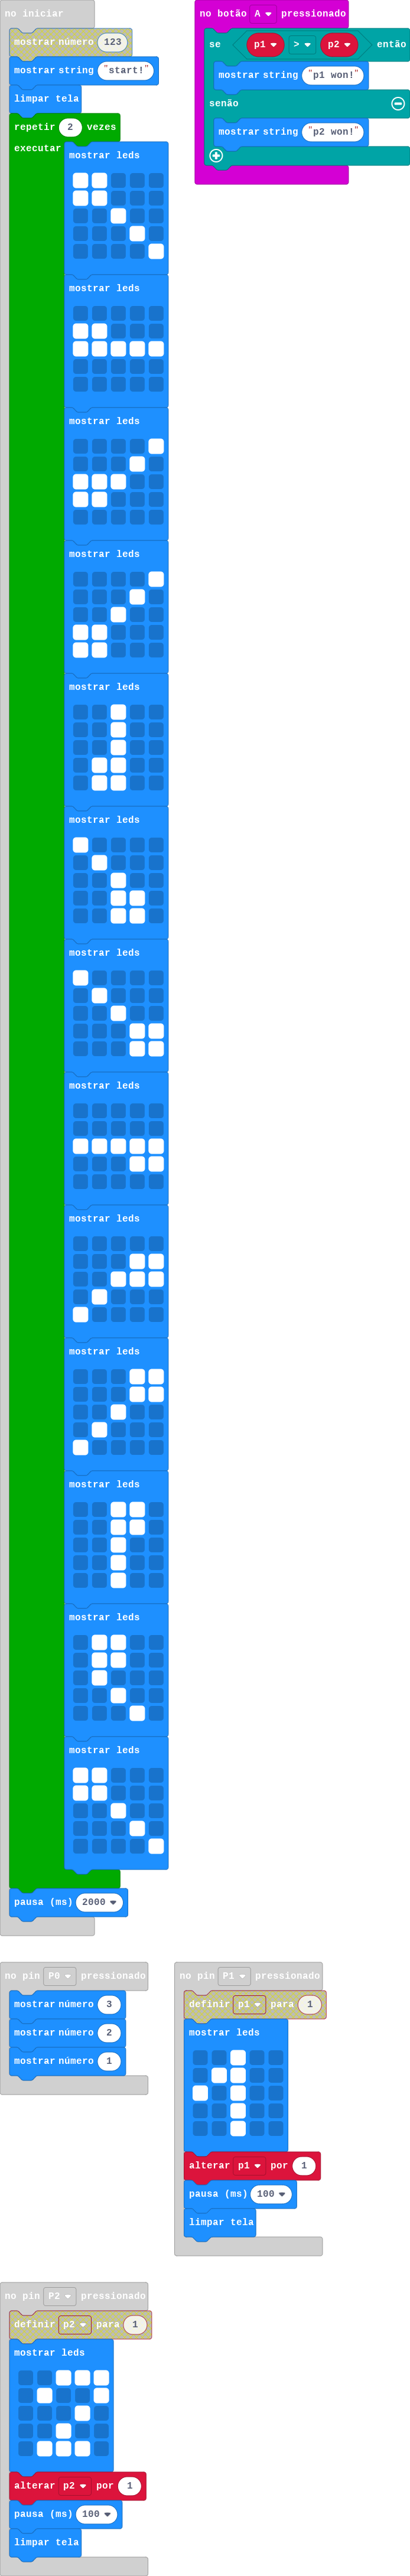 no iniciar
mostrar número 123
mostrar string "start!"
limpar tela
repetir 2 vezes
executar
mostrar leds
mostrar leds
mostrar leds
mostrar leds
mostrar leds
mostrar leds
mostrar leds
mostrar leds
mostrar leds
mostrar leds
mostrar leds
mostrar leds
mostrar leds
pausa (ms) 2000
no botão A pressionado
se p1 > p2 então
mostrar string "p1 won!"
senão
mostrar string "p2 won!"
no pin P0 pressionado
mostrar número 3
mostrar número 2
mostrar número 1
no pin P1 pressionado
definir p1 para 1
mostrar leds
alterar p1 por 1
pausa (ms) 100
limpar tela
no pin P2 pressionado
definir p2 para 1
mostrar leds
alterar p2 por 1
pausa (ms) 100
limpar tela